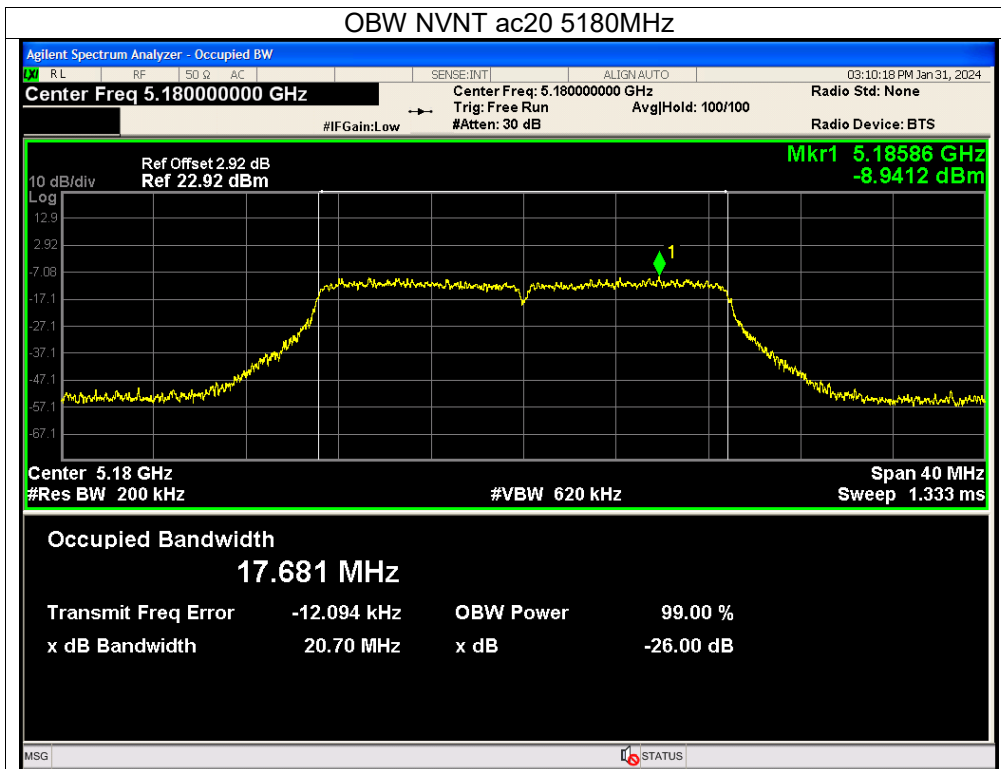 OBW NVNT ac20 5180MHz
Agilent Spectrum Analyzer - Occupied BW
LXI RL RF 50 Ω AC SENSE:INT ALIGN AUTO 03:10:18 PM Jan 31, 2024
Center Freq 5.180000000 GHz Center Freq: 5.180000000 GHz Radio Std: None
Trig: Free Run Avg|Hold: 100/100
#IFGain:Low #Atten: 30 dB Radio Device: BTS
Ref Offset 2.92 dB Mkr1 5.18586 GHz
10 dB/div Ref 22.92 dBm -8.9412 dBm
Log
12.9
2.92
1
-7.08
-17.1
-27.1
-37.1
-47.1
-57.1
-67.1
Center 5.18 GHz Span 40 MHz
#Res BW 200 kHz #VBW 620 kHz Sweep 1.333 ms
Occupied Bandwidth
17.681 MHz
Transmit Freq Error -12.094 kHz OBW Power 99.00 %
x dB Bandwidth 20.70 MHz x dB -26.00 dB
MSG STATUS